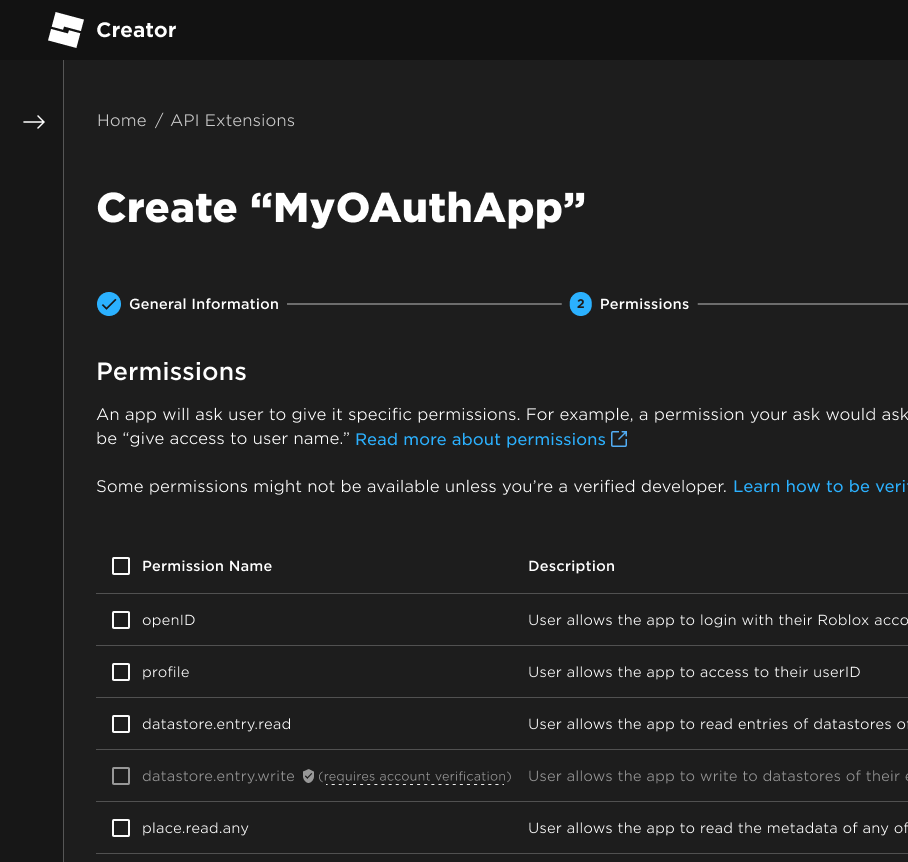 Creator
Home / API Extensions
Create “MyOAuthApp”
General Information
2 Permissions
Permissions
An app will ask user to give it specific permissions. For example, a permission your ask would ask
be “give access to user name.” Read more about permissions
Some permissions might not be available unless you’re a verified developer. Learn how to be veri
Permission Name Description
openID User allows the app to login with their Roblox acco
profile User allows the app to access to their userID
datastore.entry.read User allows the app to read entries of datastores of
datastore.entry.write (requires account verification) User allows the app to write to datastores of their e
place.read.any User allows the app to read the metadata of any of